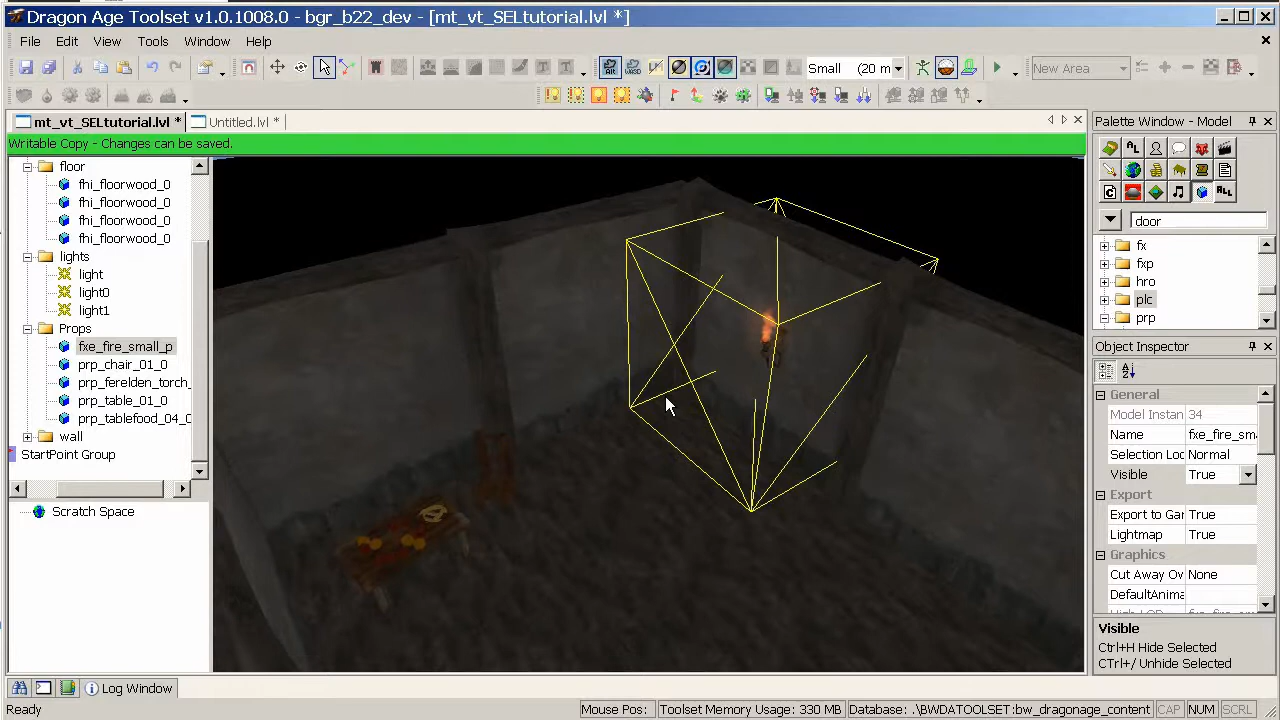 Dragon Age Toolset v1.0.1008.0 - bgr_b22_dev - [mt_vt_SELtutorial.lvl *]
File Edit View Tools Window Help
Alt WASD Small (20 m New Area
mt_vt_SELtutorial.lvl * Untitled.lvl *
Writable Copy - Changes can be saved.
floor
fhi_floorwood_0
fhi_floorwood_0
fhi_floorwood_0
fhi_floorwood_0
lights
light
light0
light1
Props
fxe_fire_small_p
prp_chair_01_0
prp_ferelden_torch_
prp_table_01_0
prp_tablefood_04_0
wall
StartPoint Group
Scratch Space
Palette Window - Model
door
fx
fxp
hro
plc
prp
Object Inspector
General
Model Instan 34
Name fxe_fire_sm
Selection Loc Normal
Visible True
Export
Export to Gar True
Lightmap True
Graphics
Cut Away Ov None
DefaultAnima
Visible
Ctrl+H Hide Selected
CTrl+/ Unhide Selected
Log Window
Ready Mouse Pos: Toolset Memory Usage: 330 MB Database: .\BWDATOOLSET:bw_dragonage_content CAP NUM SCRL